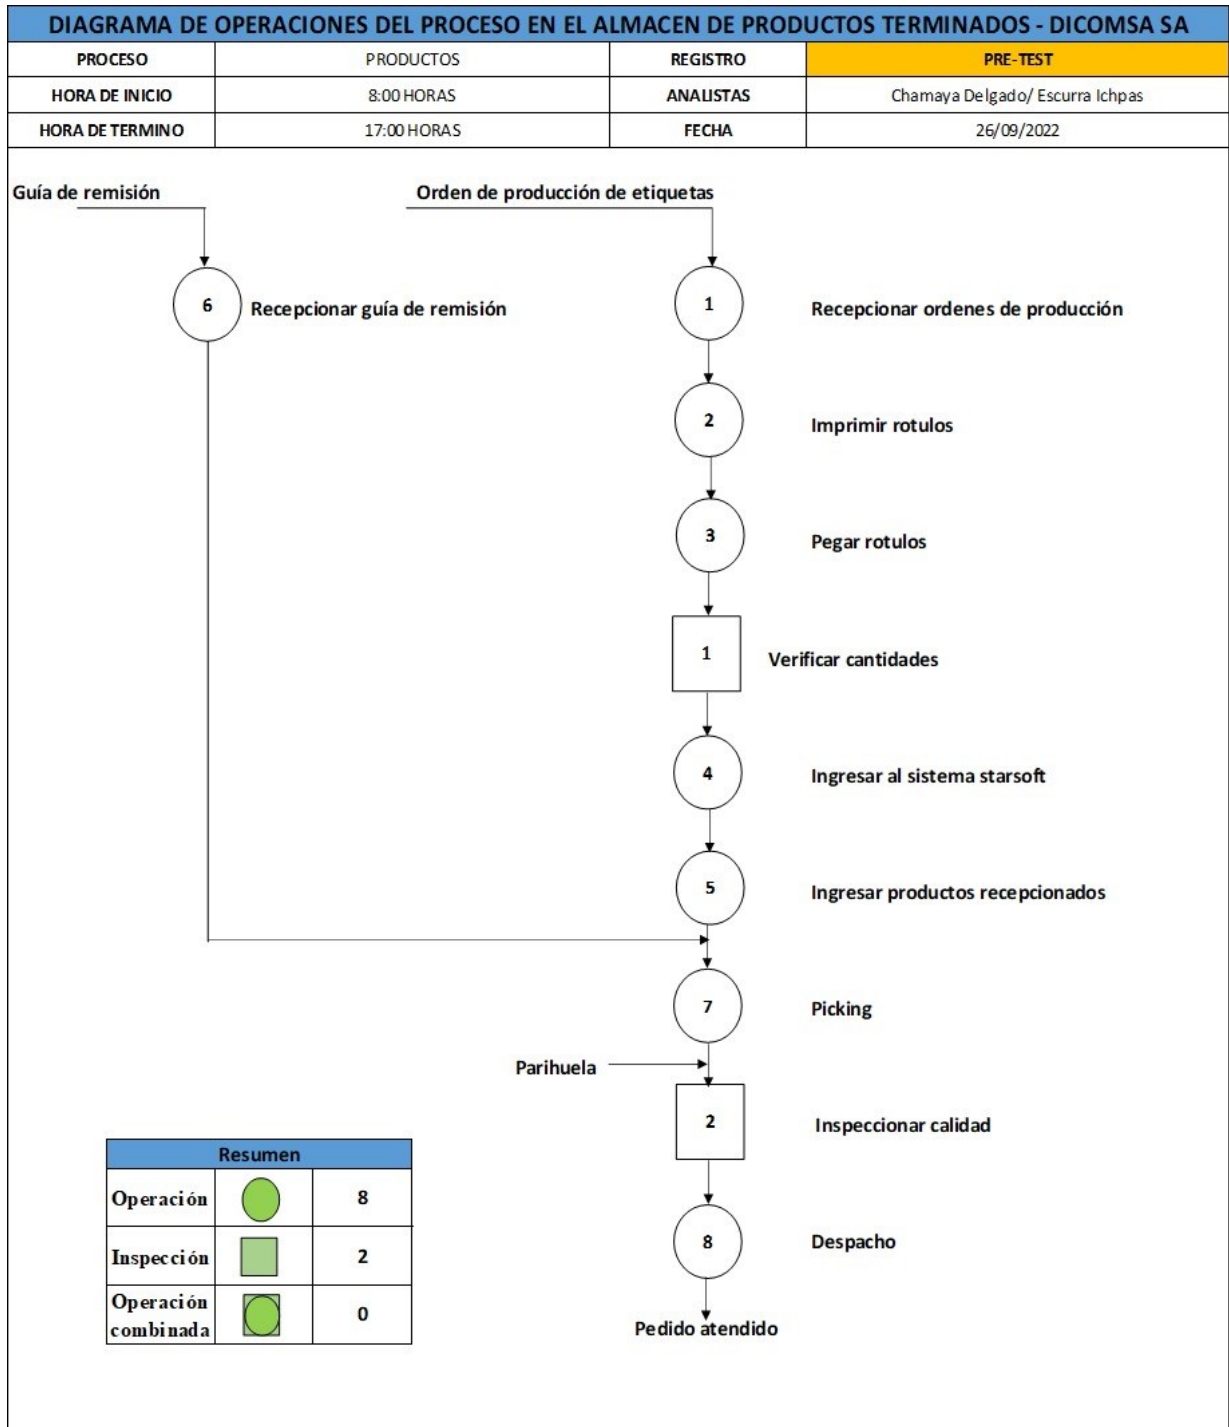 DIAGRAMA DE OPERACIONES DEL PROCESO EN EL ALMACEN DE PRODUCTOS TERMINADOS - DICOMSA SA
PROCESO PRODUCTOS REGISTRO PRE-TEST
HORA DE INICIO 8:00 HORAS ANALISTAS Chamaya Delgado/ Escurra Ichpas
HORA DE TERMINO 17:00 HORAS FECHA 26/09/2022
Guía de remisión
Orden de producción de etiquetas
6 Recepcionar guía de remisión
1 Recepcionar ordenes de producción
2 Imprimir rotulos
3 Pegar rotulos
1 Verificar cantidades
4 Ingresar al sistema starsoft
5 Ingresar productos recepcionados
7 Picking
Parihuela
2 Inspeccionar calidad
8 Despacho
Pedido atendido
Resumen
Operación 8
Inspección 2
Operación
combinada 0